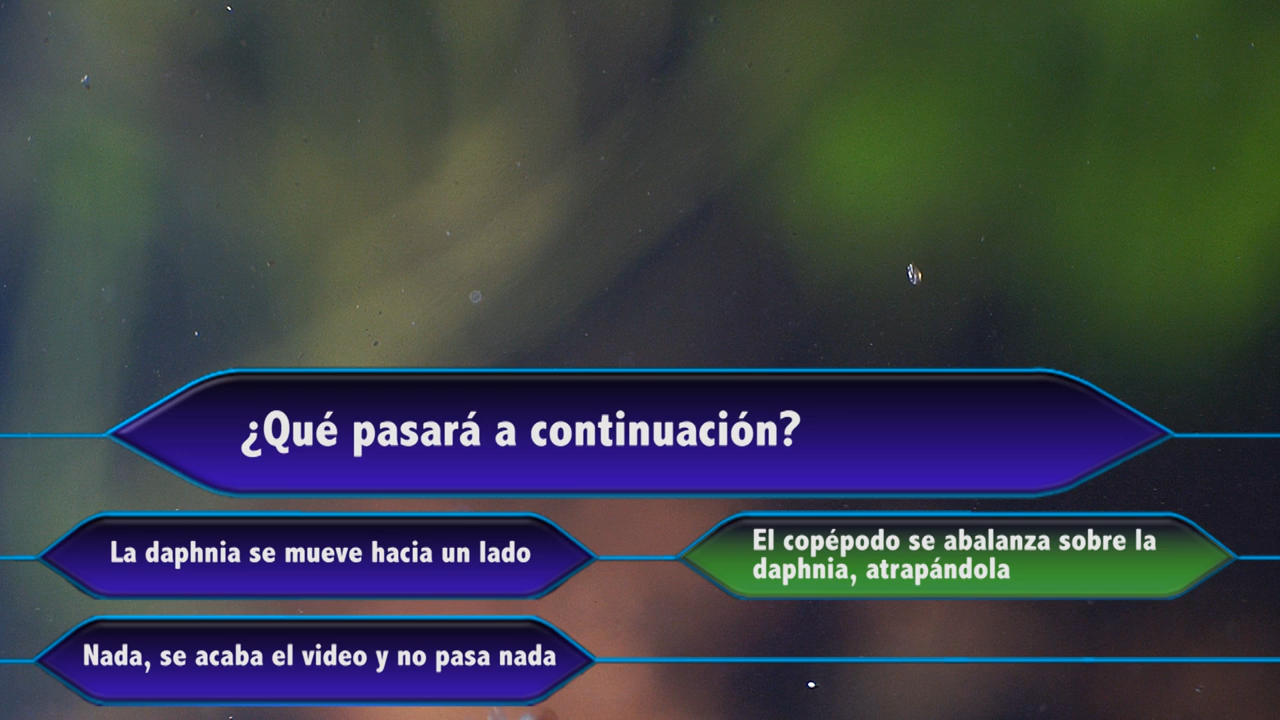 ¿Qué pasará a continuación?
La daphnia se mueve hacia un lado
El copépodo se abalanza sobre la
daphnia, atrapándola
Nada, se acaba el video y no pasa nada